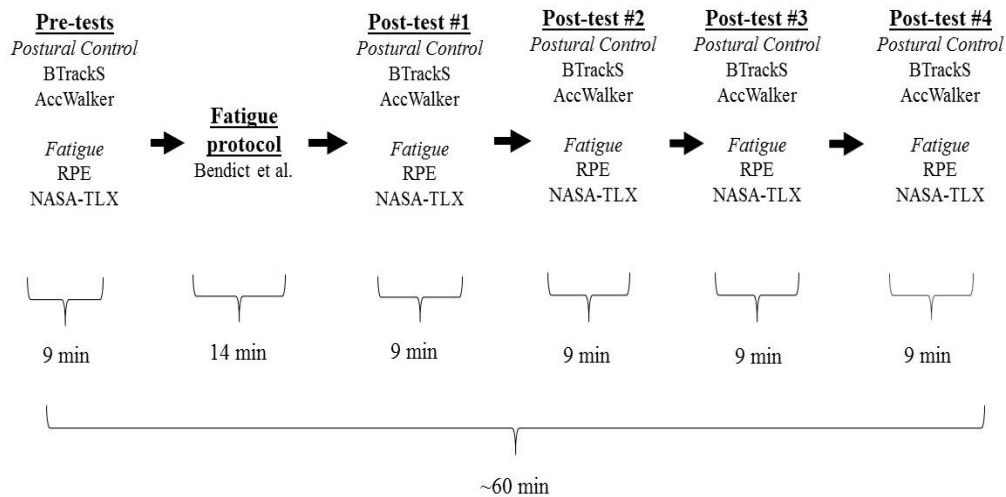 Pre-tests
Postural Control
BTrackS
AccWalker
Fatigue
RPE
NASA-TLX
9 min
Fatigue
protocol
Bendict et al.
14 min
Post-test #1
Postural Control
BTrackS
AccWalker
Fatigue
RPE
NASA-TLX
9 min
Post-test #2
Postural Control
BTrackS
AccWalker
Fatigue
RPE
NASA-TLX
9 min
Post-test #3
Postural Control
BTrackS
AccWalker
Fatigue
RPE
NASA-TLX
9 min
Post-test #4
Postural Control
BTrackS
AccWalker
Fatigue
RPE
NASA-TLX
9 min
~60 min